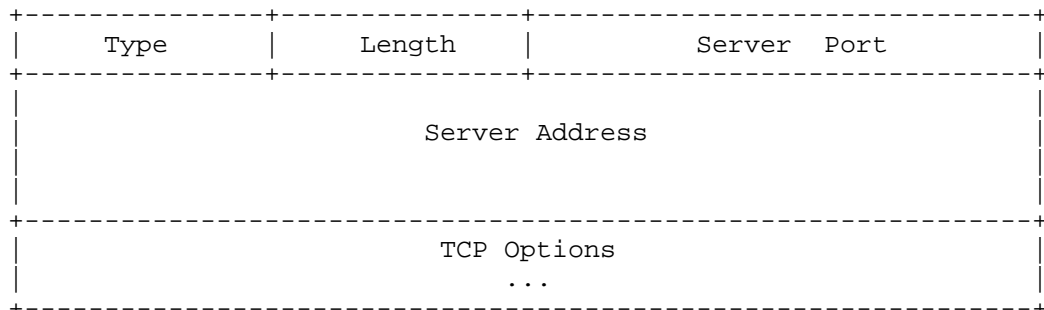 Type Length Server Port
Server Address
TCP Options
...